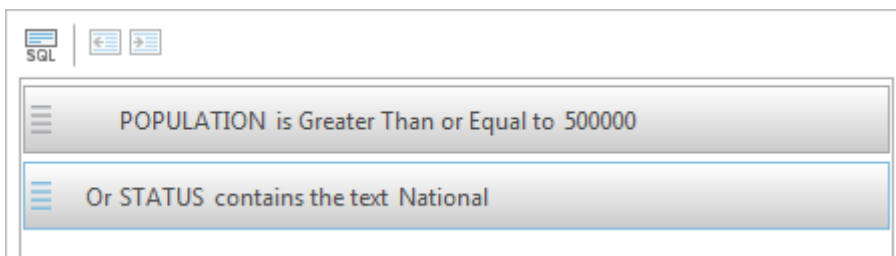 SQL
POPULATION is Greater Than or Equal to 500000
Or STATUS contains the text National